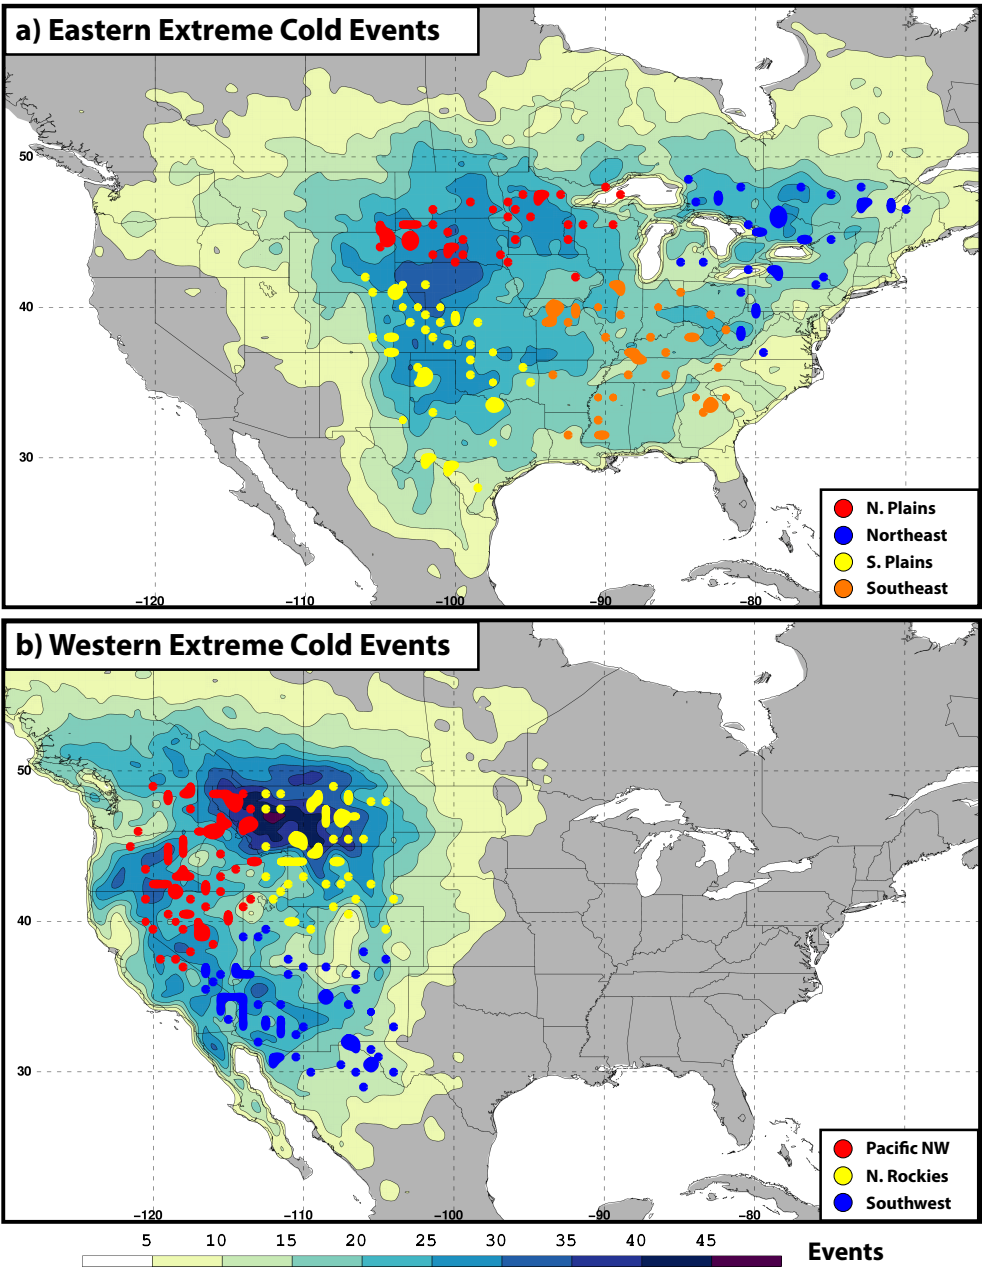 a) Eastern Extreme Cold Events
50
40
30
N. Plains
Northeast
S. Plains
Southeast
−120 −110 −100 −90 −80
b) Western Extreme Cold Events
50
40
30
Pacific NW
N. Rockies
Southwest
−120 −110 −100 −90 −80
5 10 15 20 25 30 35 40 45
Events